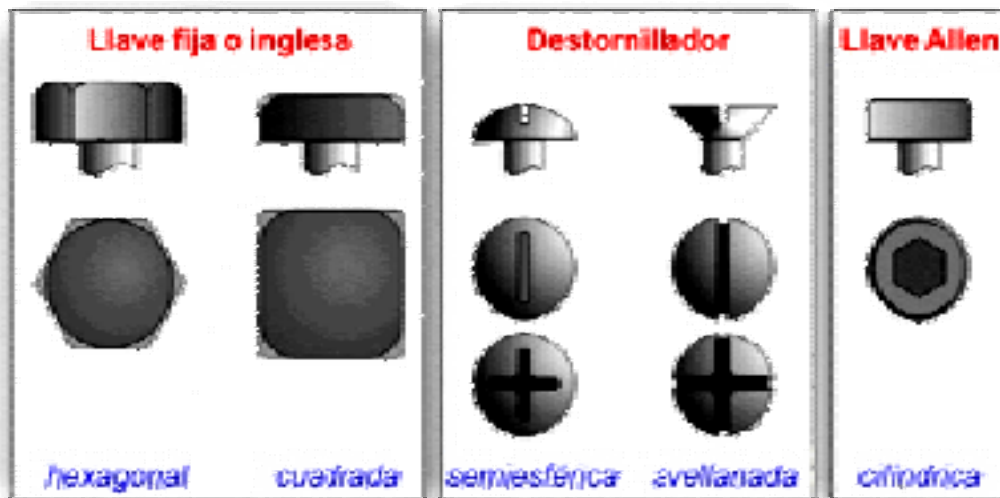 Llave fija o inglesa
Destornillador
Llave Allen
hexagonal
cuadrada
semiesférica
avellanada
cilíndrica